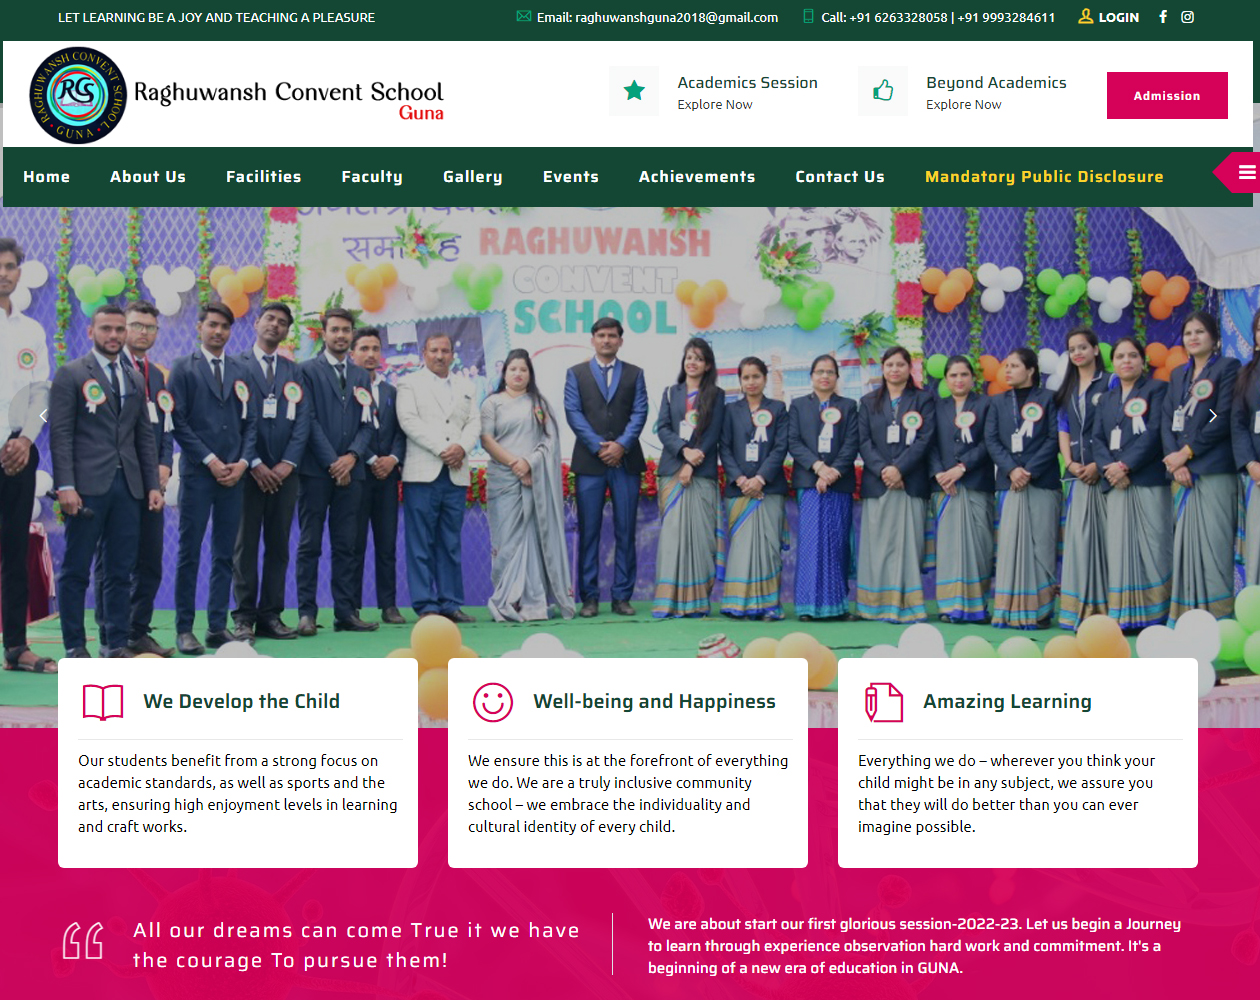 LET LEARNING BE A JOY AND TEACHING A PLEASURE
Email: raghuwanshguna2018@gmail.com
Call: +91 6263328058 | +91 9993284611
LOGIN
RAGHUWANSH CONVENT SCHOOL
RCS
GUNA
Raghuwansh Convent School
Guna
Academics Session
Explore Now
Beyond Academics
Explore Now
Admission
Home About Us Facilities Faculty Gallery Events Achievements Contact Us Mandatory Public Disclosure
RAGHUWANSH
CONVENT
SCHOOL
We Develop the Child
Our students benefit from a strong focus on
academic standards, as well as sports and the
arts, ensuring high enjoyment levels in learning
and craft works.
Well-being and Happiness
We ensure this is at the forefront of everything
we do. We are a truly inclusive community
school – we embrace the individuality and
cultural identity of every child.
Amazing Learning
Everything we do – wherever you think your
child might be in any subject, we assure you
that they will do better than you can ever
imagine possible.
All our dreams can come True it we have
the courage To pursue them!
We are about start our first glorious session-2022-23. Let us begin a Journey
to learn through experience observation hard work and commitment. It's a
beginning of a new era of education in GUNA.